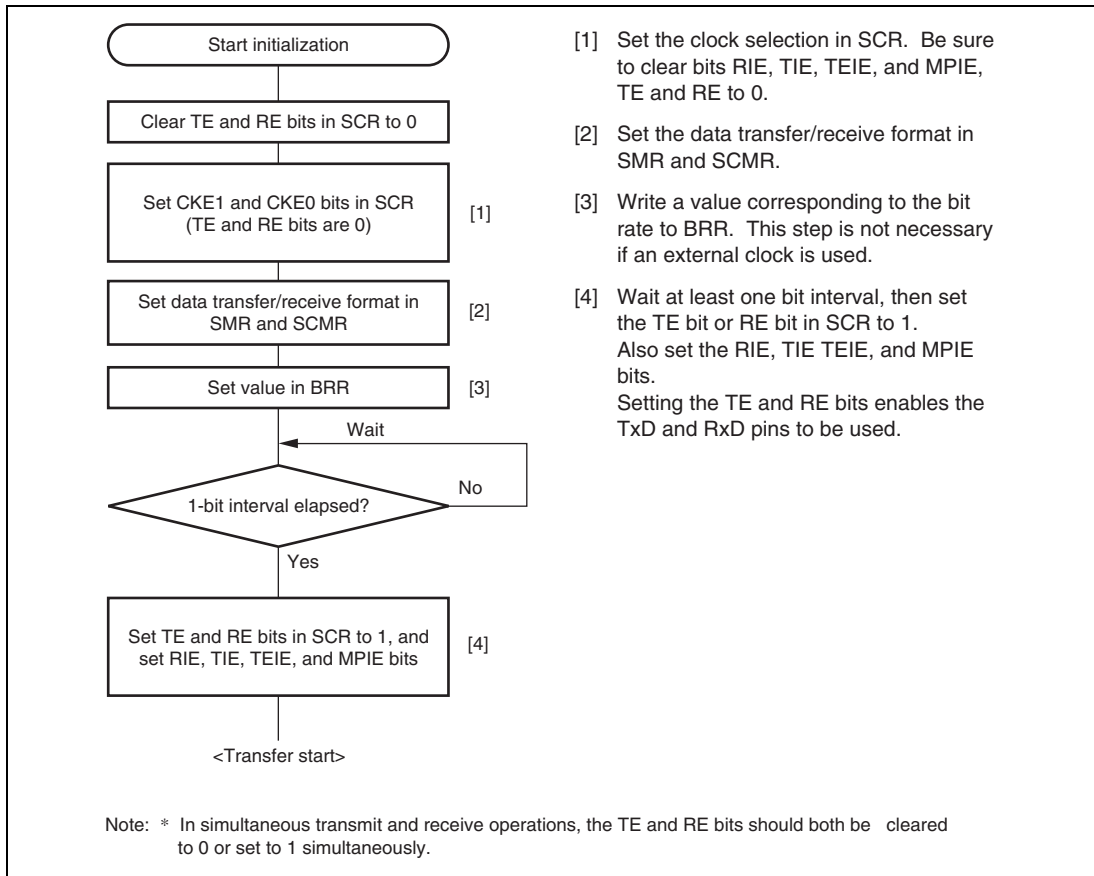 Start initialization
Clear TE and RE bits in SCR to 0
Set CKE1 and CKE0 bits in SCR
(TE and RE bits are 0)
[1]
Set data transfer/receive format in
SMR and SCMR
[2]
Set value in BRR
[3]
Wait
No
1-bit interval elapsed?
Yes
Set TE and RE bits in SCR to 1, and
set RIE, TIE, TEIE, and MPIE bits
[4]
<Transfer start>
[1] Set the clock selection in SCR. Be sure
to clear bits RIE, TIE, TEIE, and MPIE,
TE and RE to 0.
[2] Set the data transfer/receive format in
SMR and SCMR.
[3] Write a value corresponding to the bit
rate to BRR. This step is not necessary
if an external clock is used.
[4] Wait at least one bit interval, then set
the TE bit or RE bit in SCR to 1.
Also set the RIE, TIE TEIE, and MPIE
bits.
Setting the TE and RE bits enables the
TxD and RxD pins to be used.
Note: * In simultaneous transmit and receive operations, the TE and RE bits should both be cleared
to 0 or set to 1 simultaneously.